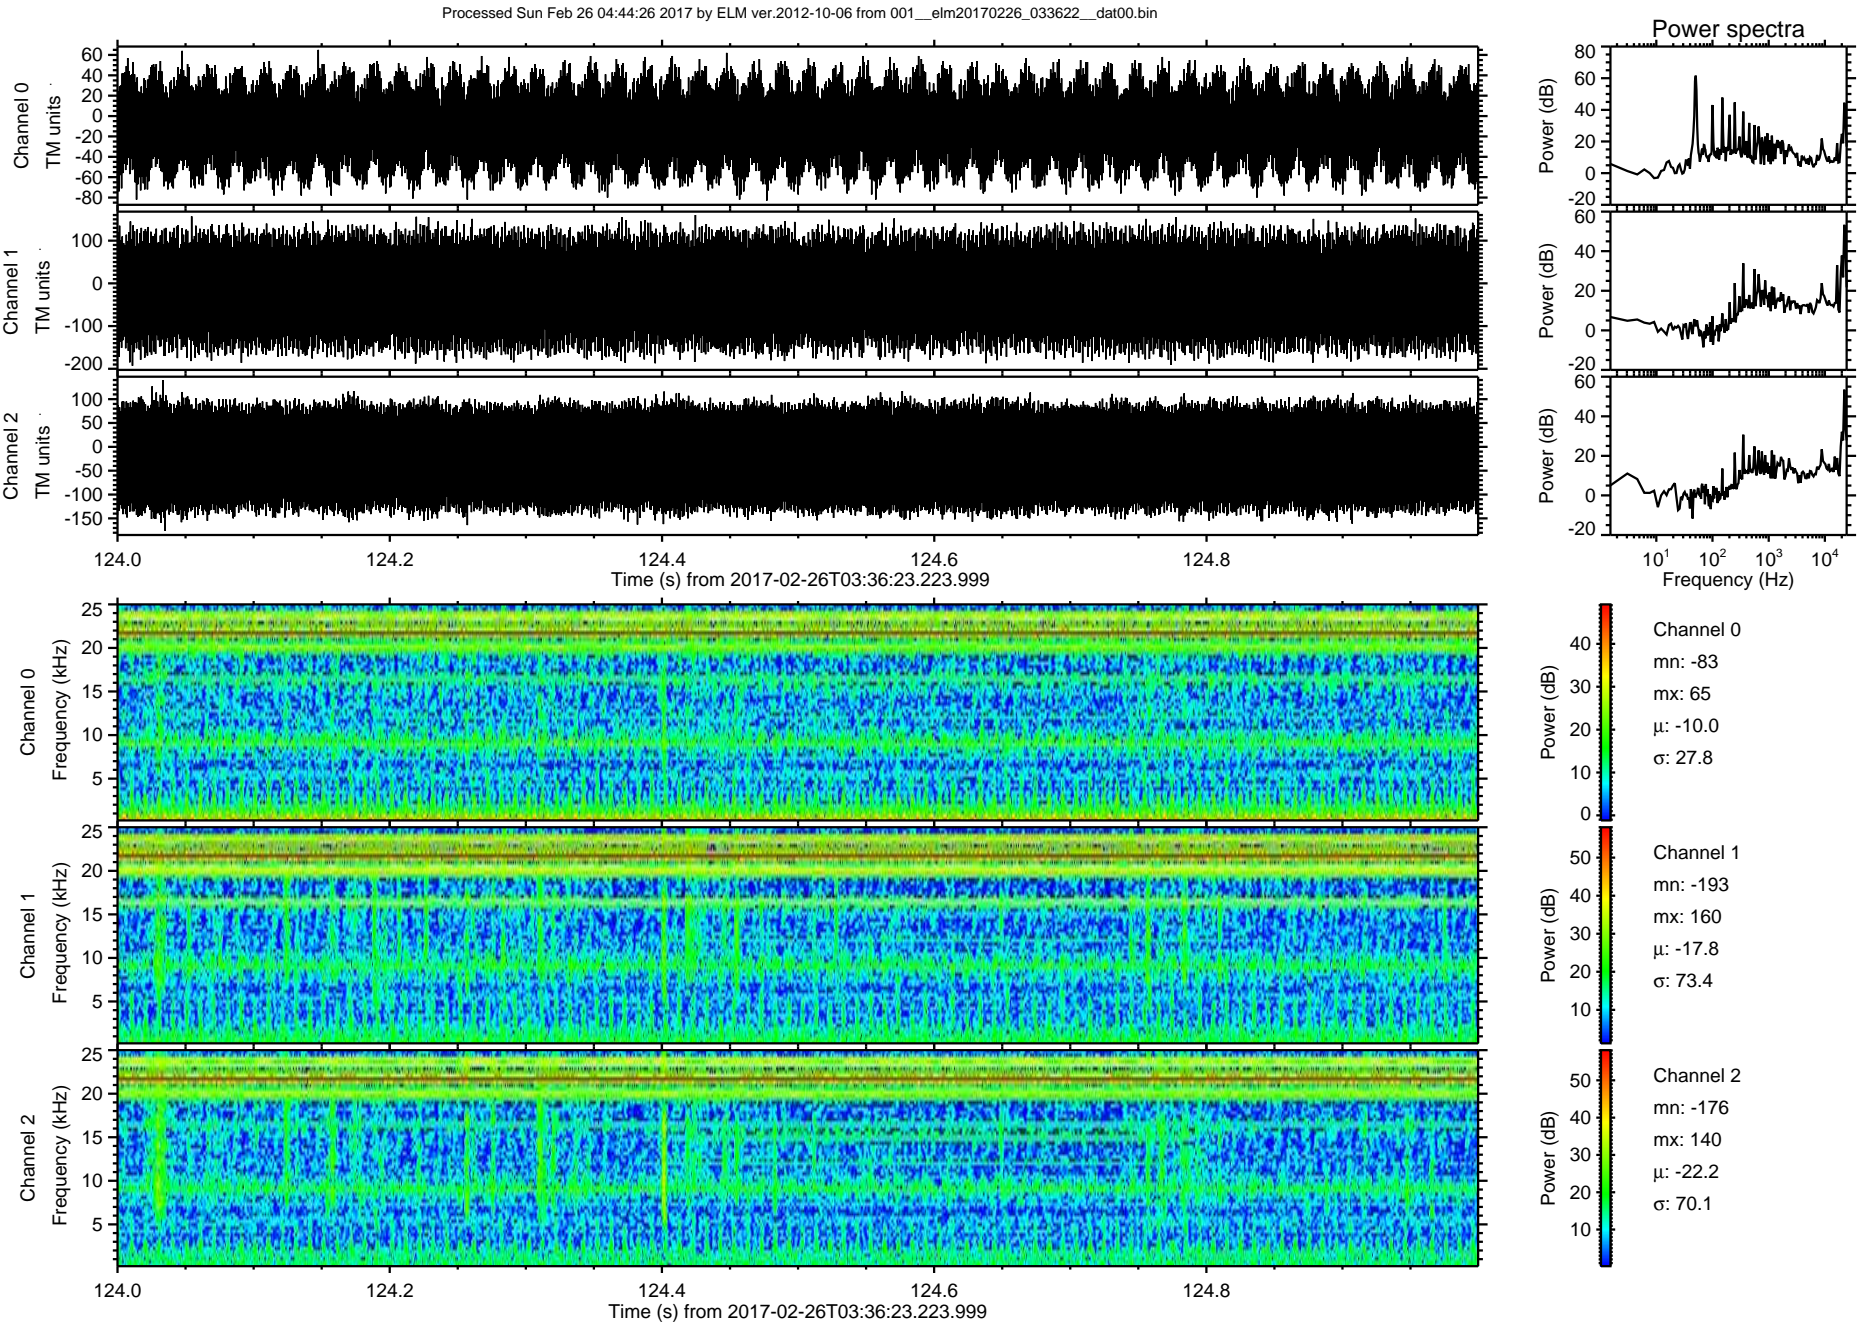 Processed Sun Feb 26 04:44:26 2017 by ELM ver.2012-10-06 from 001__elm20170226_033622__dat00.bin
Power spectra
Channel 0
TM units
60
40
20
0
-20
-40
-60
-80
Power (dB)
80
60
40
20
0
-20
Channel 1
TM units
100
0
-100
-200
Power (dB)
60
40
20
0
-20
Channel 2
TM units
100
50
0
-50
-100
-150
Power (dB)
60
40
20
0
-20
124.0 124.2 124.4 124.6 124.8
Time (s) from 2017-02-26T03:36:23.223.999
10^1 10^2 10^3 10^4
Frequency (Hz)
Channel 0
Frequency (kHz)
25
20
15
10
5
Power (dB)
40
30
20
10
0
Channel 0
mn: -83
mx: 65
μ: -10.0
σ: 27.8
Channel 1
Frequency (kHz)
25
20
15
10
5
Power (dB)
50
40
30
20
10
Channel 1
mn: -193
mx: 160
μ: -17.8
σ: 73.4
Channel 2
Frequency (kHz)
25
20
15
10
5
Power (dB)
50
40
30
20
10
Channel 2
mn: -176
mx: 140
μ: -22.2
σ: 70.1
124.0 124.2 124.4 124.6 124.8
Time (s) from 2017-02-26T03:36:23.223.999